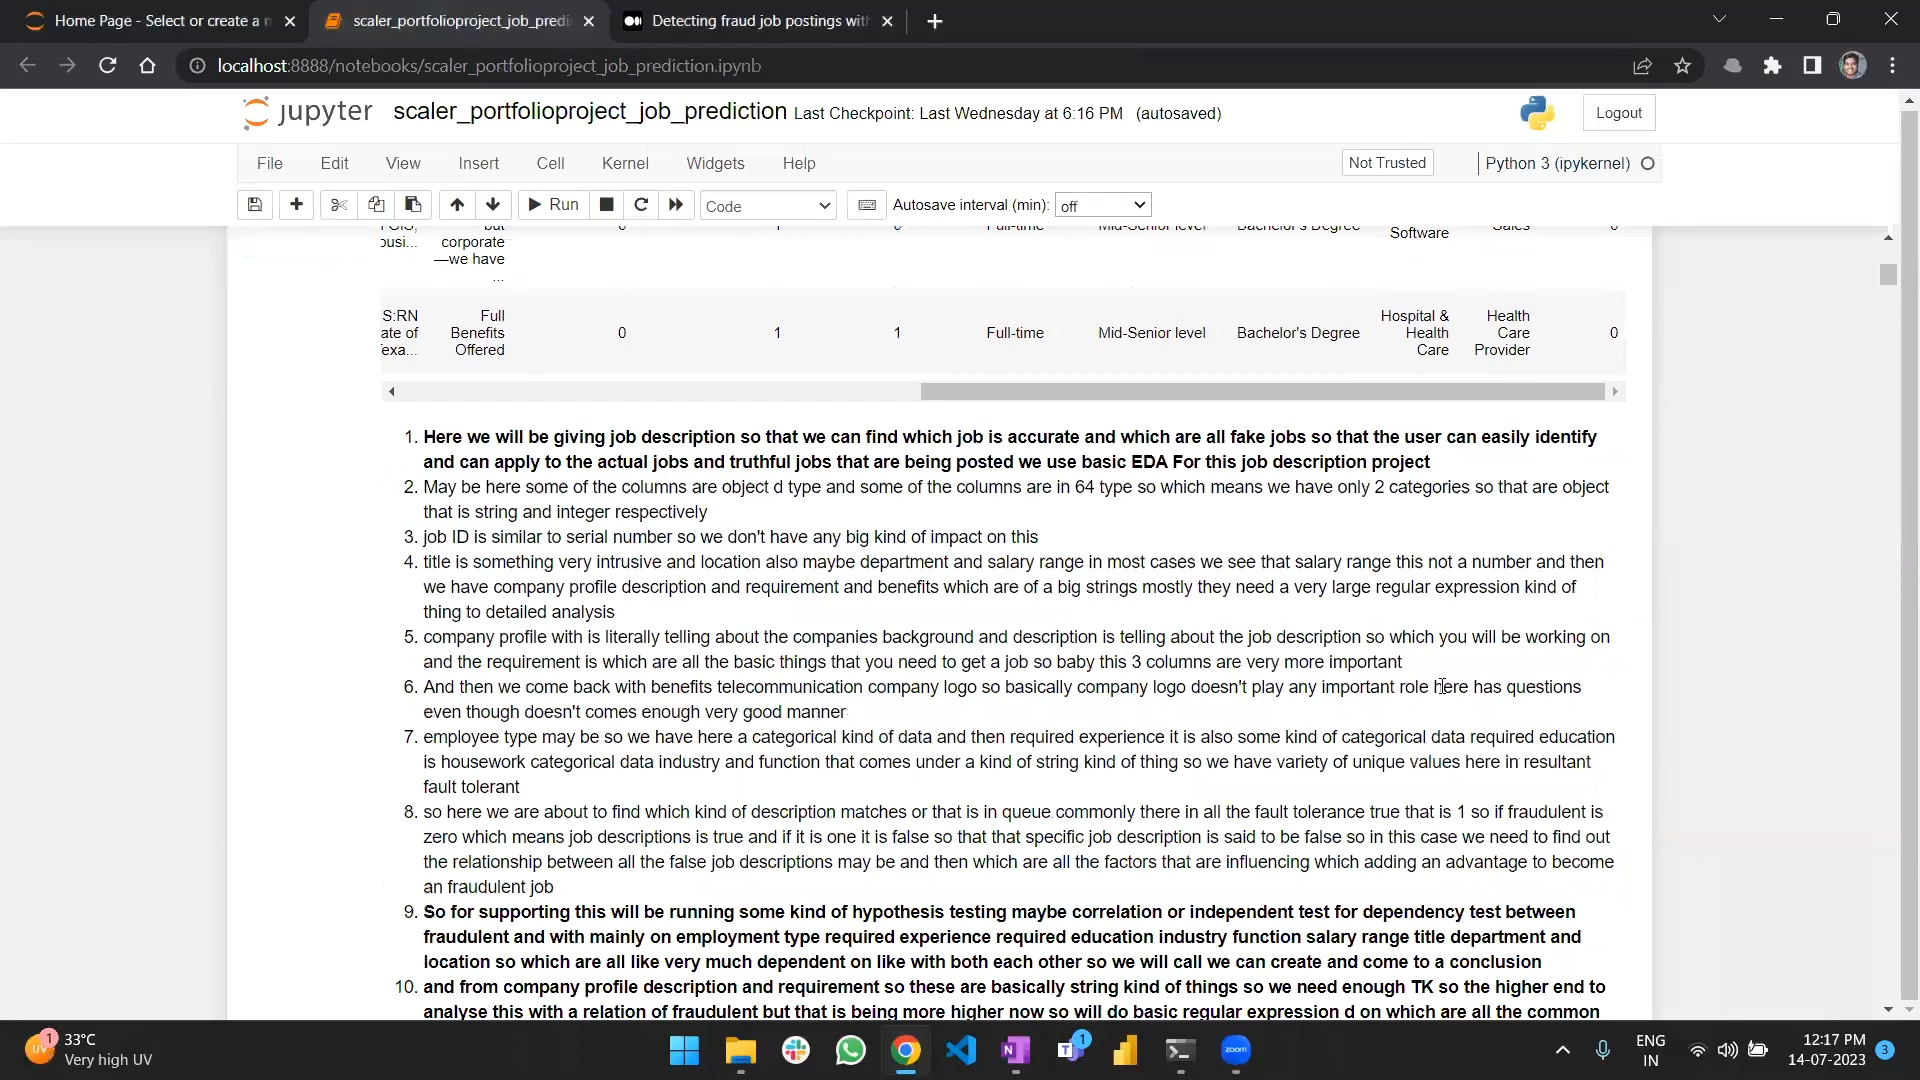 Home Page - Select or create a n
scaler_portfolioproject_job_predi
Detecting fraud job postings with
localhost:8888/notebooks/scaler_portfolioproject_job_prediction.ipynb
jupyter scaler_portfolioproject_job_prediction Last Checkpoint: Last Wednesday at 6:16 PM (autosaved)
Logout
File Edit View Insert Cell Kernel Widgets Help
Not Trusted
Python 3 (ipykernel)
Run
Code
Autosave interval (min): off
but
Full-time Mid-Senior level Bachelor's Degree Software Sales
ousi... corporate
—we have
...
S:RN Full Hospital & Health
ate of Benefits 0 1 1 Full-time Mid-Senior level Bachelor's Degree Health Care 0
exa... Offered Care Provider
1. Here we will be giving job description so that we can find which job is accurate and which are all fake jobs so that the user can easily identify
and can apply to the actual jobs and truthful jobs that are being posted we use basic EDA For this job description project
2. May be here some of the columns are object d type and some of the columns are in 64 type so which means we have only 2 categories so that are object
that is string and integer respectively
3. job ID is similar to serial number so we don't have any big kind of impact on this
4. title is something very intrusive and location also maybe department and salary range in most cases we see that salary range this not a number and then
we have company profile description and requirement and benefits which are of a big strings mostly they need a very large regular expression kind of
thing to detailed analysis
5. company profile with is literally telling about the companies background and description is telling about the job description so which you will be working on
and the requirement is which are all the basic things that you need to get a job so baby this 3 columns are very more important
6. And then we come back with benefits telecommunication company logo so basically company logo doesn't play any important role here has questions
even though doesn't comes enough very good manner
7. employee type may be so we have here a categorical kind of data and then required experience it is also some kind of categorical data required education
is housework categorical data industry and function that comes under a kind of string kind of thing so we have variety of unique values here in resultant
fault tolerant
8. so here we are about to find which kind of description matches or that is in queue commonly there in all the fault tolerance true that is 1 so if fraudulent is
zero which means job descriptions is true and if it is one it is false so that that specific job description is said to be false so in this case we need to find out
the relationship between all the false job descriptions may be and then which are all the factors that are influencing which adding an advantage to become
an fraudulent job
9. So for supporting this will be running some kind of hypothesis testing maybe correlation or independent test for dependency test between
fraudulent and with mainly on employment type required experience required education industry function salary range title department and
location so which are all like very much dependent on like with both each other so we will call we can create and come to a conclusion
10. and from company profile description and requirement so these are basically string kind of things so we need enough TK so the higher end to
analyse this with a relation of fraudulent but that is being more higher now so will do basic regular expression d on which are all the common
33°C
Very high UV
ENG
IN
12:17 PM
14-07-2023
3